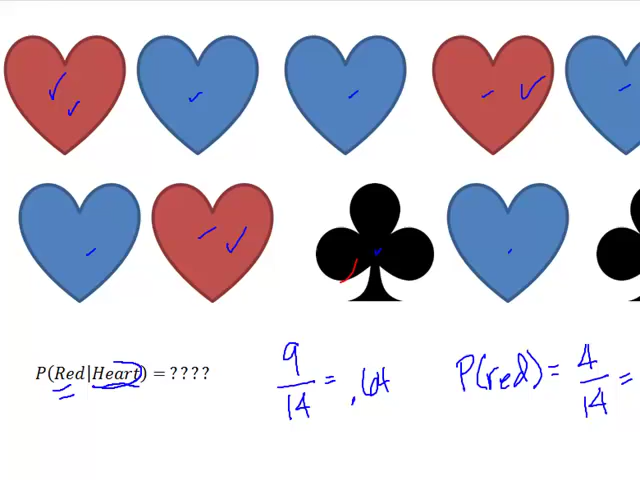 P(Red|Heart) = ????
9/14 = .64
P(red) = 4/14 =